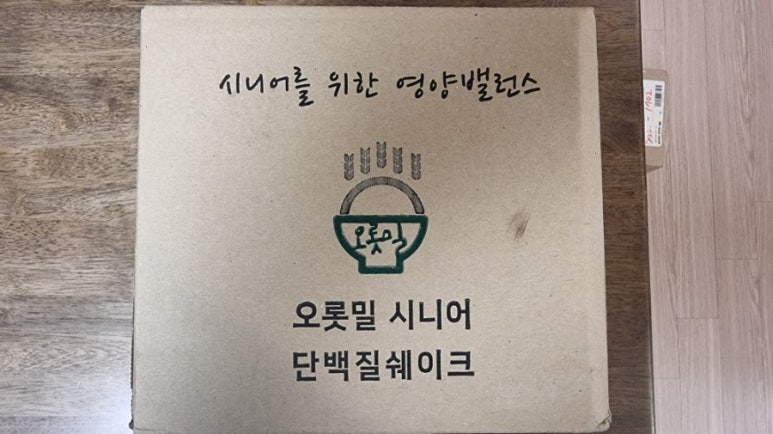 시니어를 위한 영양밸런스
오롯밀
오롯밀 시니어
단백질쉐이크